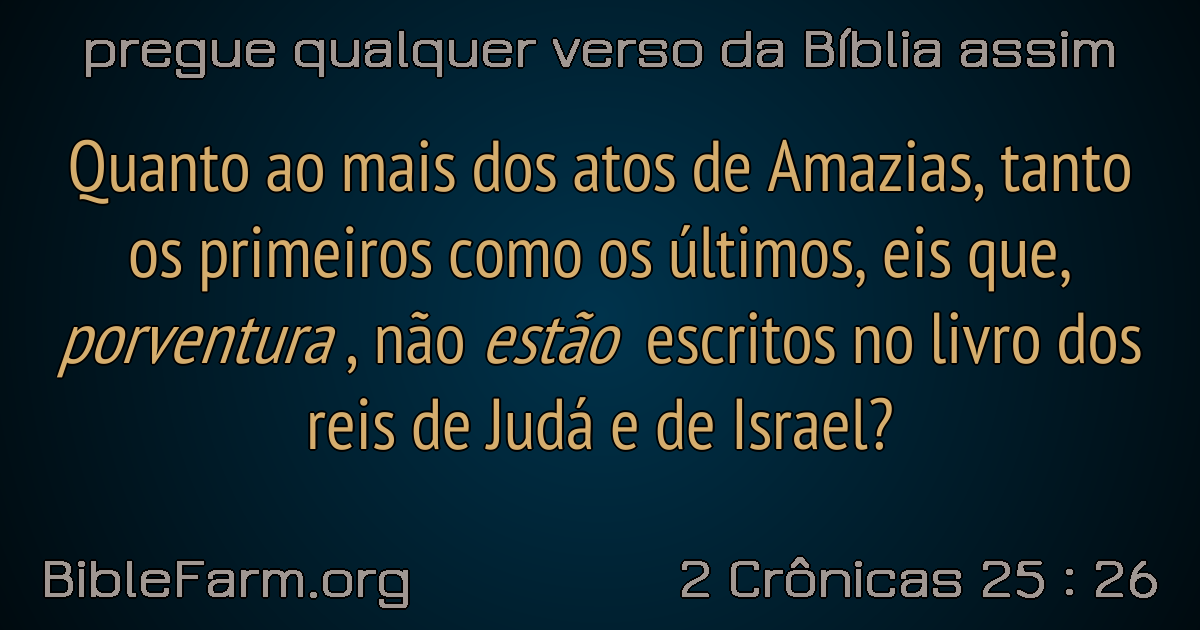 pregue qualquer verso da Bíblia assim
Quanto ao mais dos atos de Amazias, tanto
os primeiros como os últimos, eis que,
porventura , não estão escritos no livro dos
reis de Judá e de Israel?
BibleFarm.org
2 Crônicas 25 : 26